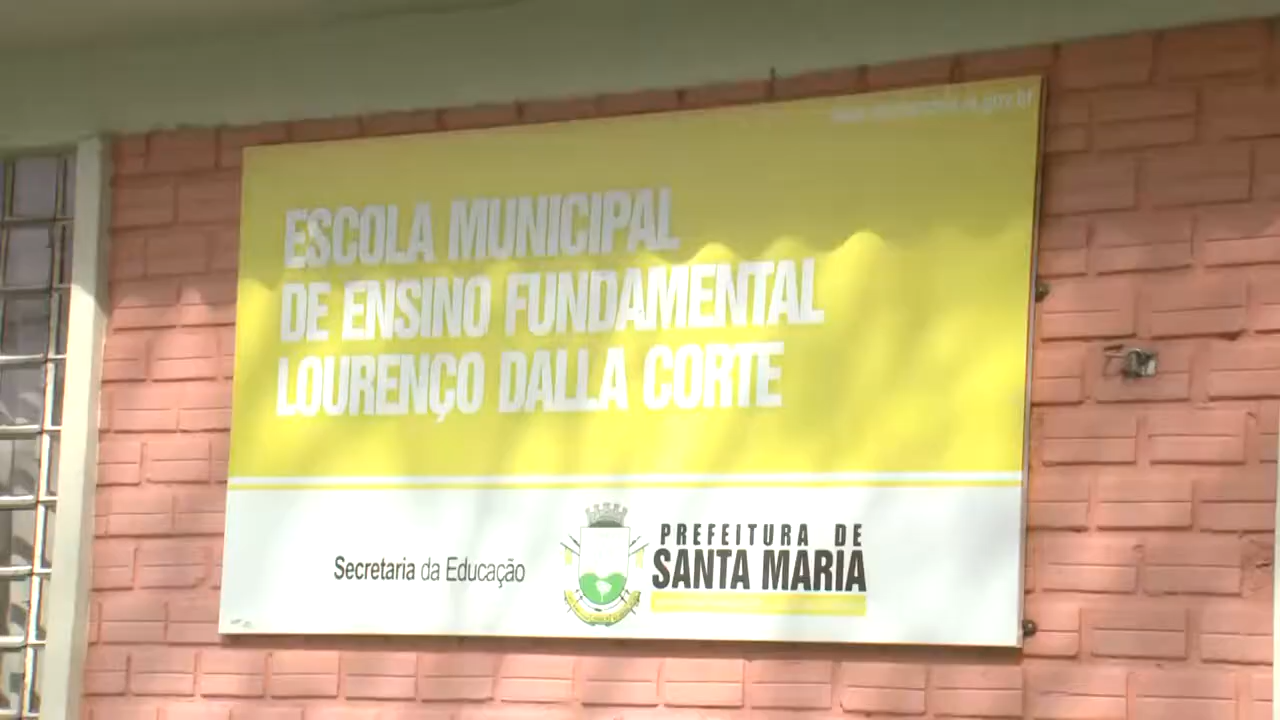 ESCOLA MUNICIPAL
DE ENSINO FUNDAMENTAL
LOURENÇO DALLA CORTE
Secretaria da Educação
PREFEITURA DE
SANTA MARIA